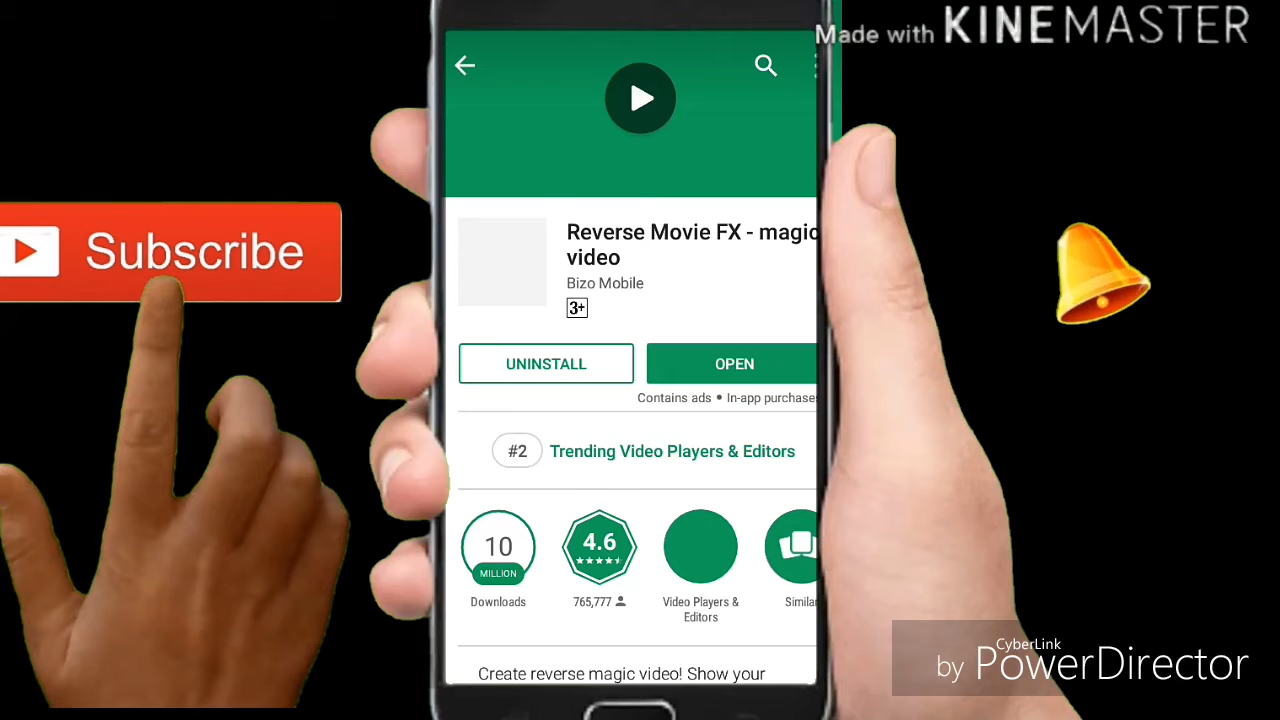 Made with KINEMASTER
Subscribe
Reverse Movie FX - magic
video
Bizo Mobile
3+
UNINSTALL
OPEN
Contains ads • In-app purchase
#2
Trending Video Players & Editors
10
MILLION
Downloads
4.6
765,777
Video Players &
Editors
Simila
Create reverse magic video! Show your
CyberLink
by PowerDirector